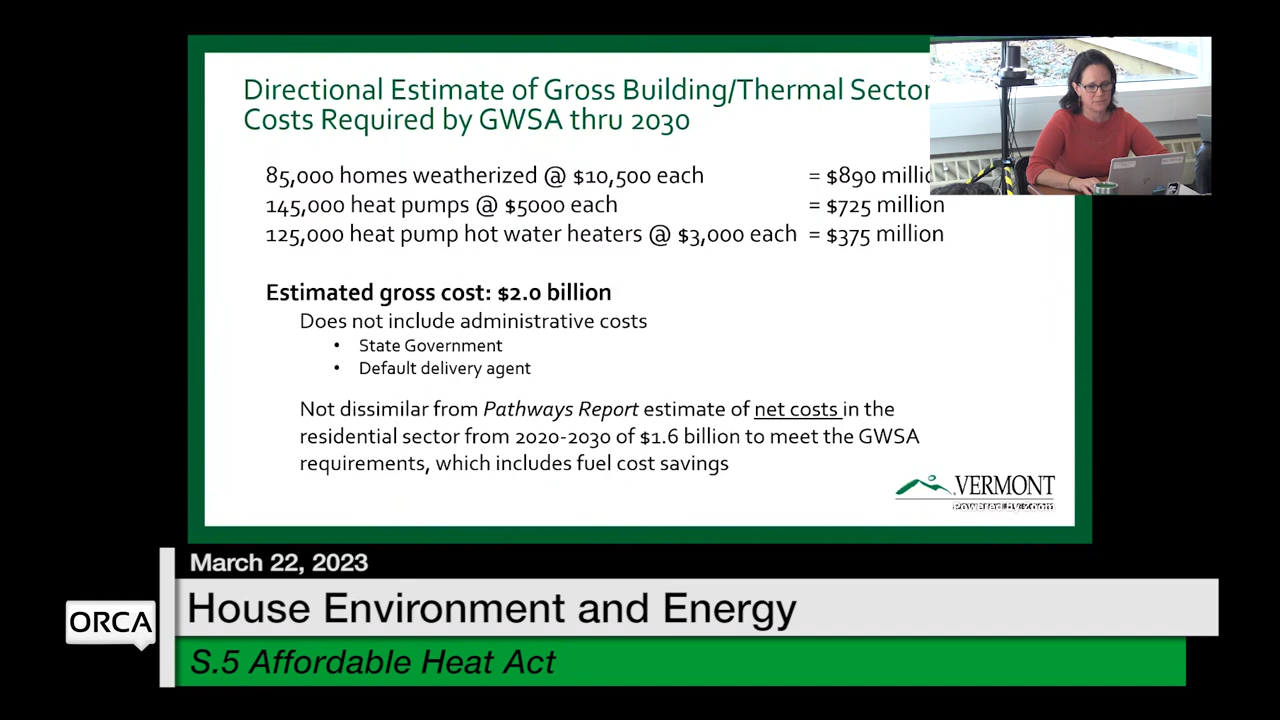 Directional Estimate of Gross Building/Thermal Sector
Costs Required by GWSA thru 2030
85,000 homes weatherized @ $10,500 each = $890 millio
145,000 heat pumps @ $5000 each = $725 million
125,000 heat pump hot water heaters @ $3,000 each = $375 million
Estimated gross cost: $2.0 billion
Does not include administrative costs
• State Government
• Default delivery agent
Not dissimilar from Pathways Report estimate of net costs in the
residential sector from 2020-2030 of $1.6 billion to meet the GWSA
requirements, which includes fuel cost savings
VERMONT
Powered by Zoom
March 22, 2023
House Environment and Energy
ORCA
S.5 Affordable Heat Act